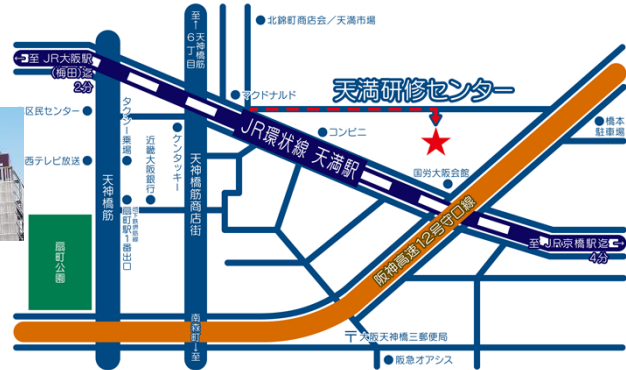 至↑天神橋筋6丁目
北錦町商店会／天満市場
至 JR大阪駅
(梅田)迄
2分
マクドナルド
天満研修センター
区民センター
タクシー乗場
ケンタッキー
JR環状線 天満駅
コンビニ
橋本
駐車場
西テレビ放送
近畿大阪銀行
国労大阪会館
天神橋筋
天神橋筋商店街
扇町駅1番出口
扇町公園
阪神高速12号守口線
至 JR京橋駅迄
4分
南森町↓至
〒大阪天神橋三郵便局
阪急オアシス